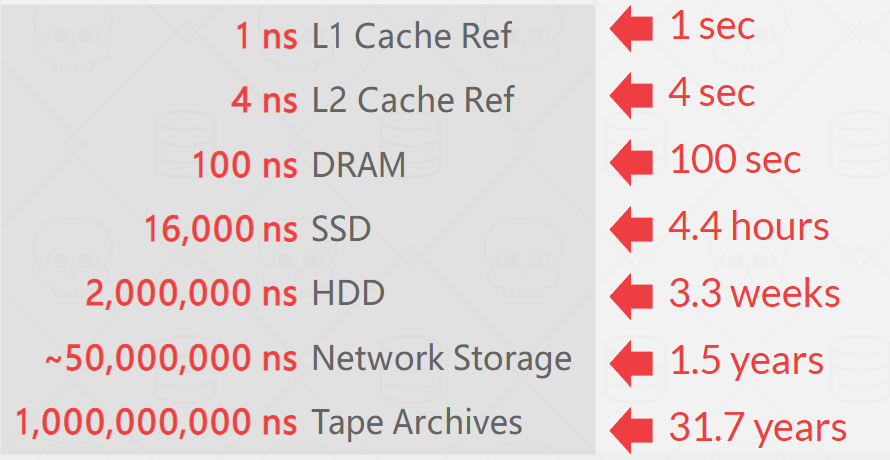 1 ns L1 Cache Ref 1 sec
4 ns L2 Cache Ref 4 sec
100 ns DRAM 100 sec
16,000 ns SSD 4.4 hours
2,000,000 ns HDD 3.3 weeks
~50,000,000 ns Network Storage 1.5 years
1,000,000,000 ns Tape Archives 31.7 years